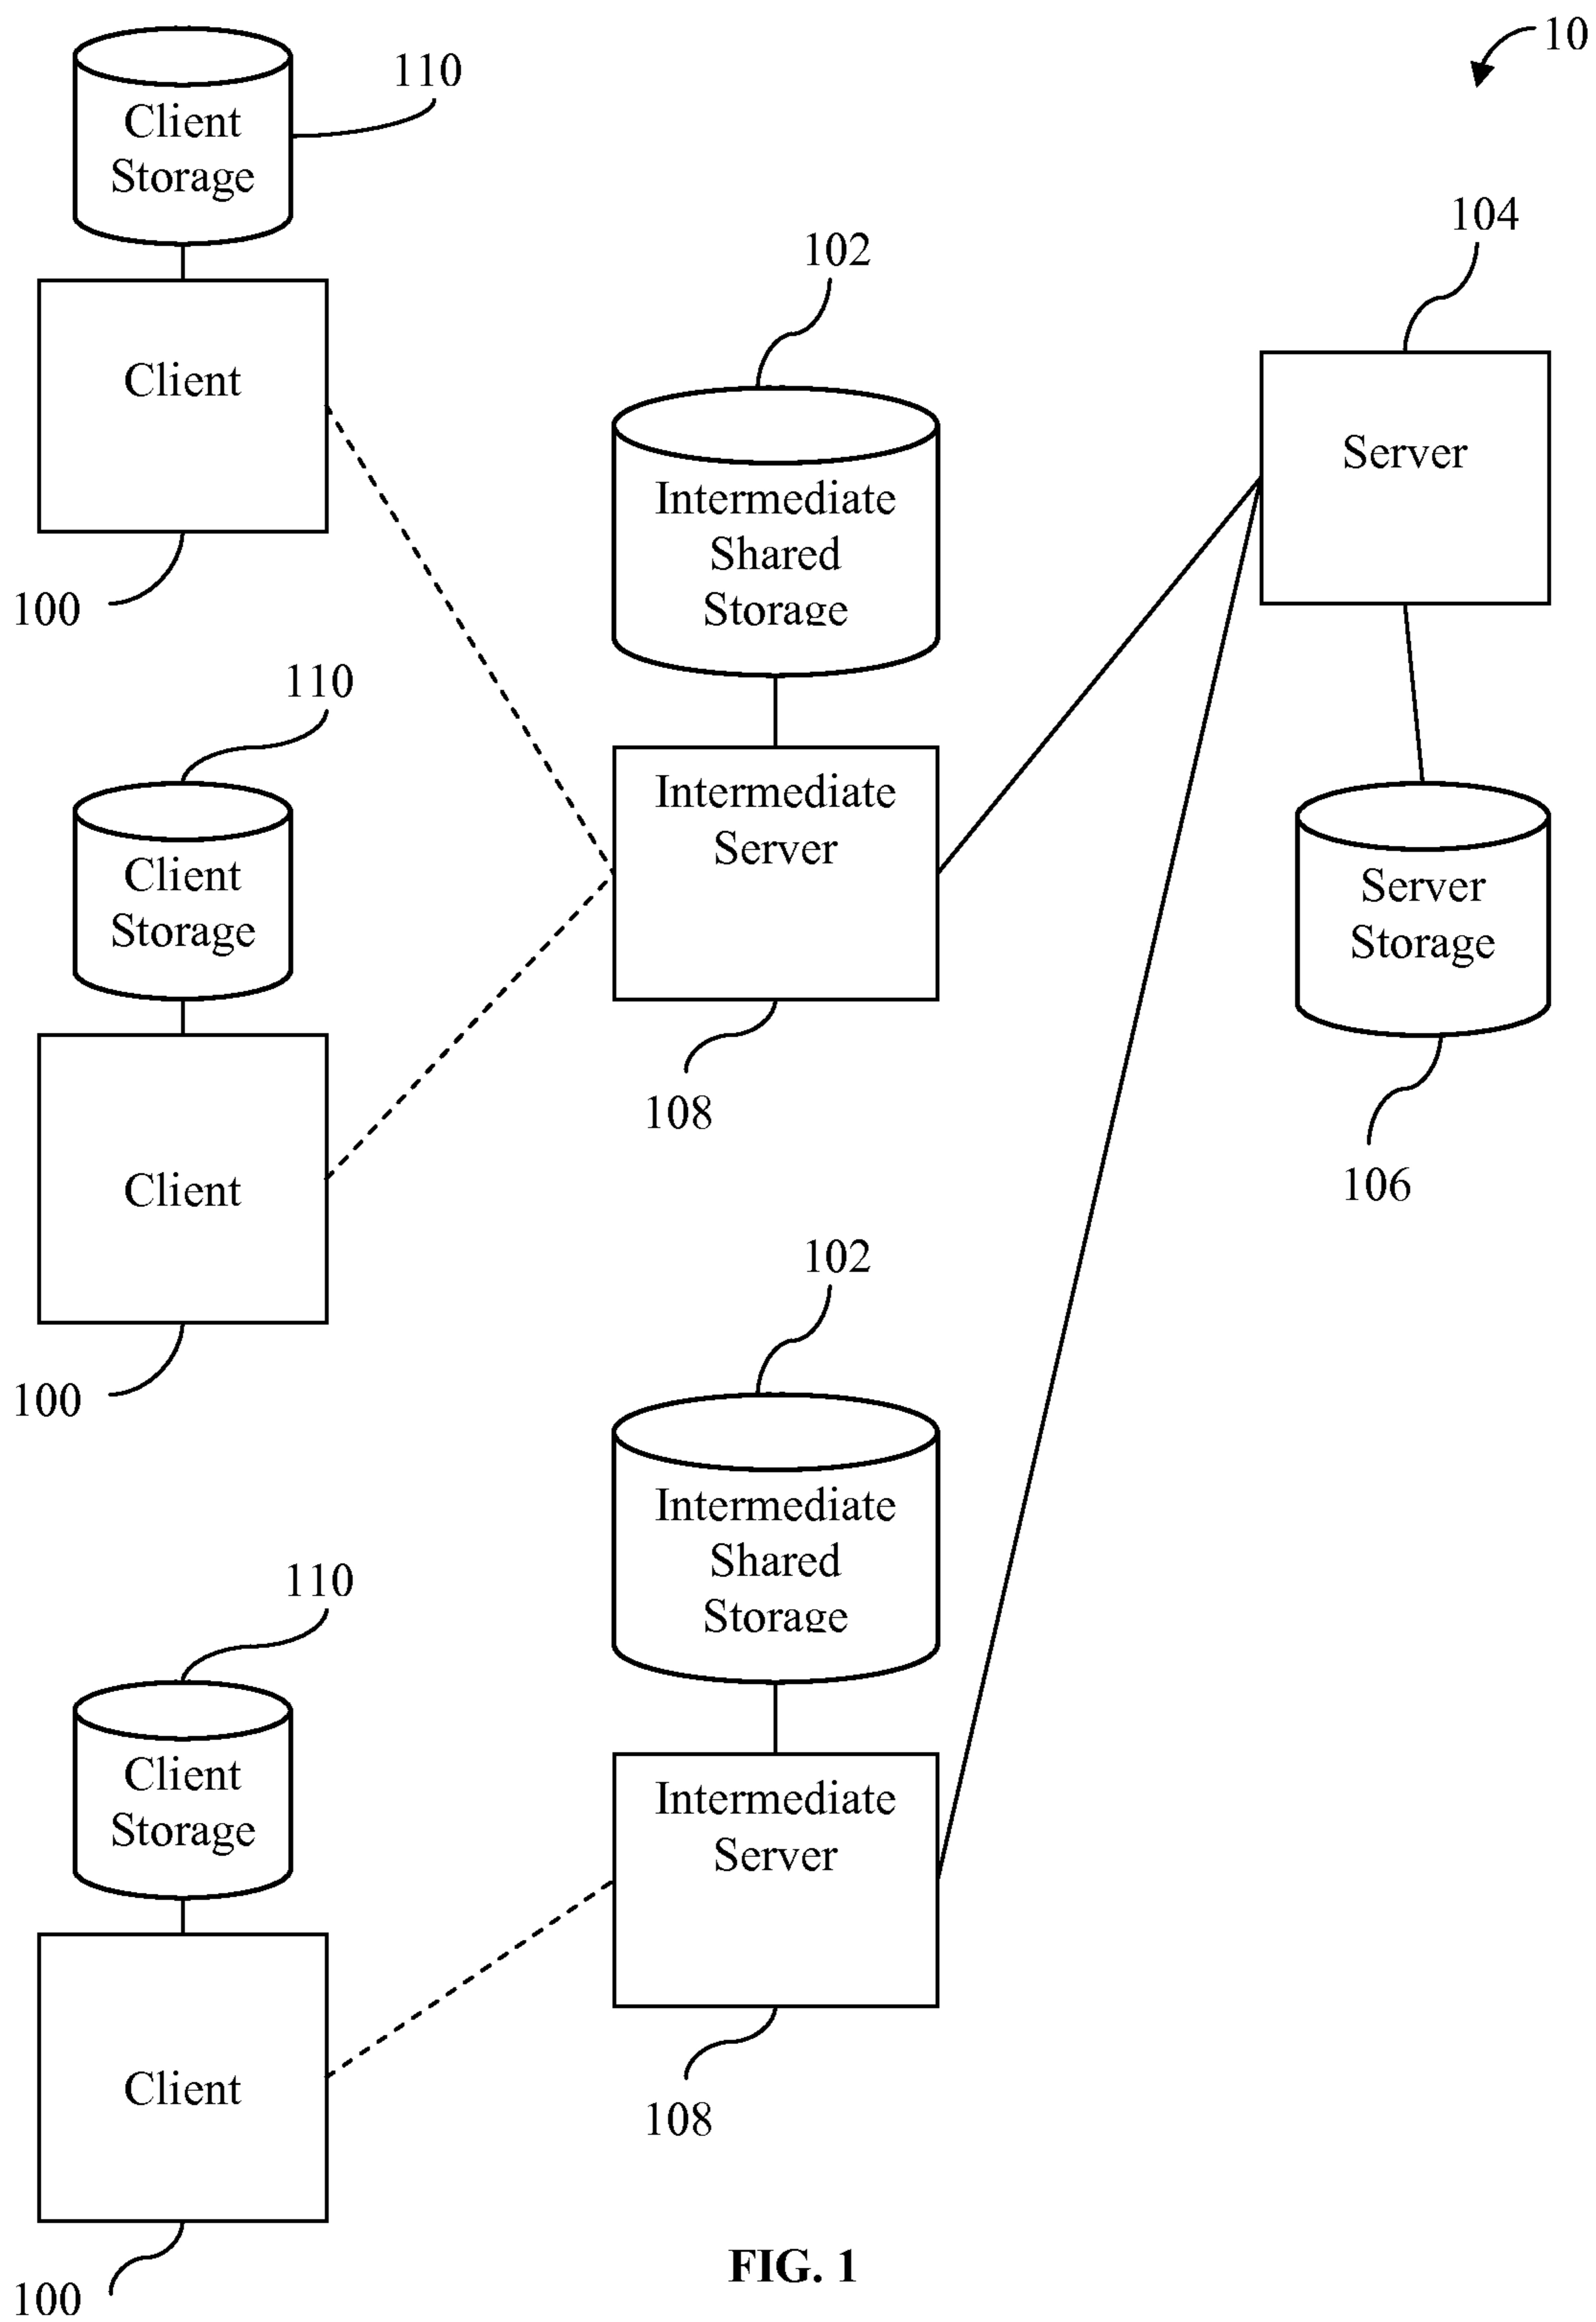 10
110
Client
Storage
104
102
Client
Server
Intermediate
Shared
Storage
100
110
Intermediate
Server
Client
Storage
Server
Storage
108
106
Client
102
100
Intermediate
Shared
Storage
110
Client
Storage
Intermediate
Server
Client
108
FIG. 1
100